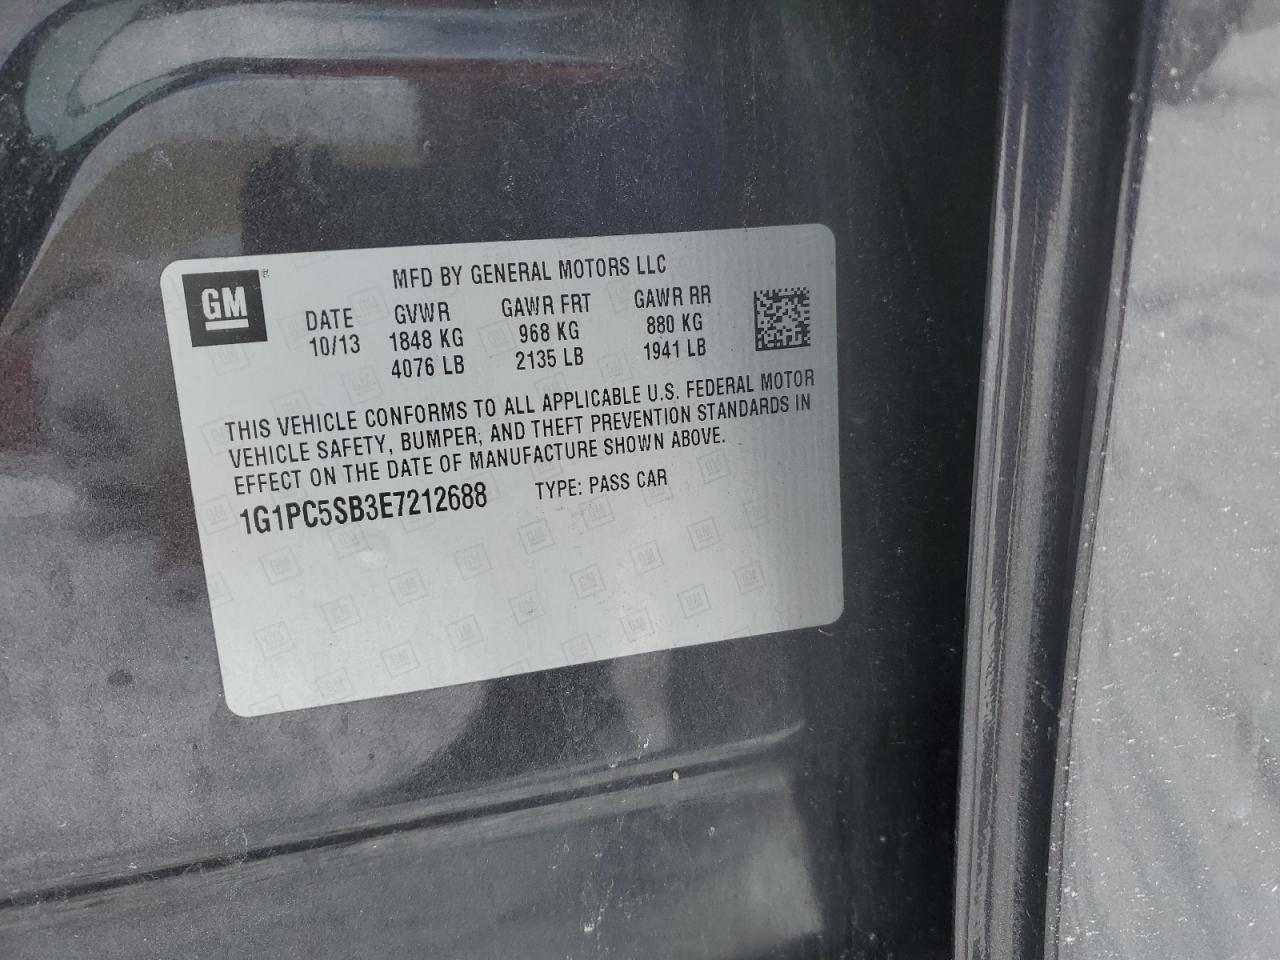 GM
MFD BY GENERAL MOTORS LLC
DATE GVWR GAWR FRT GAWR RR
10/13 1848 KG 968 KG 880 KG
4076 LB 2135 LB 1941 LB
THIS VEHICLE CONFORMS TO ALL APPLICABLE U.S. FEDERAL MOTOR
VEHICLE SAFETY, BUMPER, AND THEFT PREVENTION STANDARDS IN
EFFECT ON THE DATE OF MANUFACTURE SHOWN ABOVE.
1G1PC5SB3E7212688 TYPE: PASS CAR